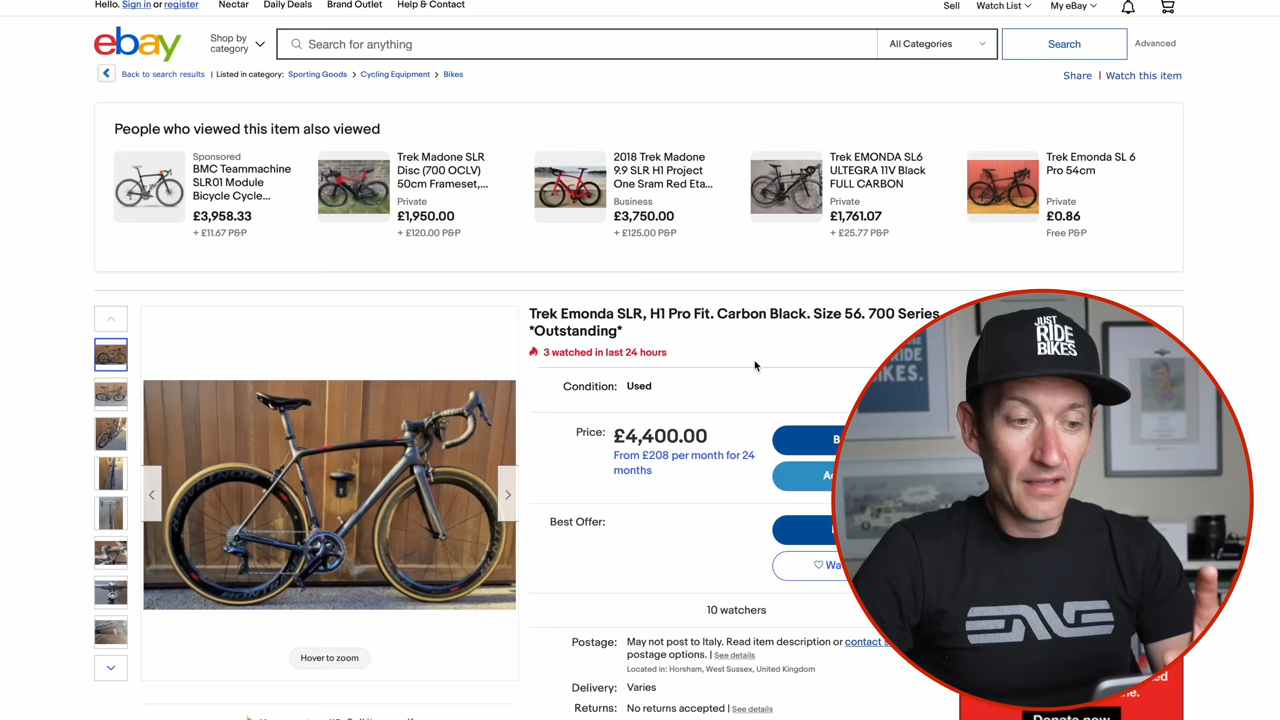 Hello. Sign in or register
Nectar
Daily Deals
Brand Outlet
Help & Contact
Sell
Watch List
My eBay
ebay
Shop by
category
Search for anything
All Categories
Search
Advanced
Back to search results | Listed in category: Sporting Goods > Cycling Equipment > Bikes
Share | Watch this item
People who viewed this item also viewed
Sponsored
BMC Teammachine
SLR01 Module
Bicycle Cycle...
£3,958.33
+ £11.67 P&P
Trek Madone SLR
Disc (700 OCLV)
50cm Frameset,...
Private
£1,950.00
+ £120.00 P&P
2018 Trek Madone
9.9 SLR H1 Project
One Sram Red Eta...
Business
£3,750.00
+ £125.00 P&P
Trek EMONDA SL6
ULTEGRA 11V Black
FULL CARBON
Private
£1,761.07
+ £25.77 P&P
Trek Emonda SL 6
Pro 54cm
Private
£0.86
Free P&P
Trek Emonda SLR, H1 Pro Fit. Carbon Black. Size 56. 700 Series
*Outstanding*
3 watched in last 24 hours
Condition: Used
Price: £4,400.00
From £208 per month for 24
months
Best Offer:
10 watchers
Postage: May not post to Italy. Read item description or contact
postage options. | See details
Located in: Horsham, West Sussex, United Kingdom
Delivery: Varies
Returns: No returns accepted | See details
Hover to zoom
JUST
RIDE
BIKES
RIDE
IKES.
ENVE
Donate now